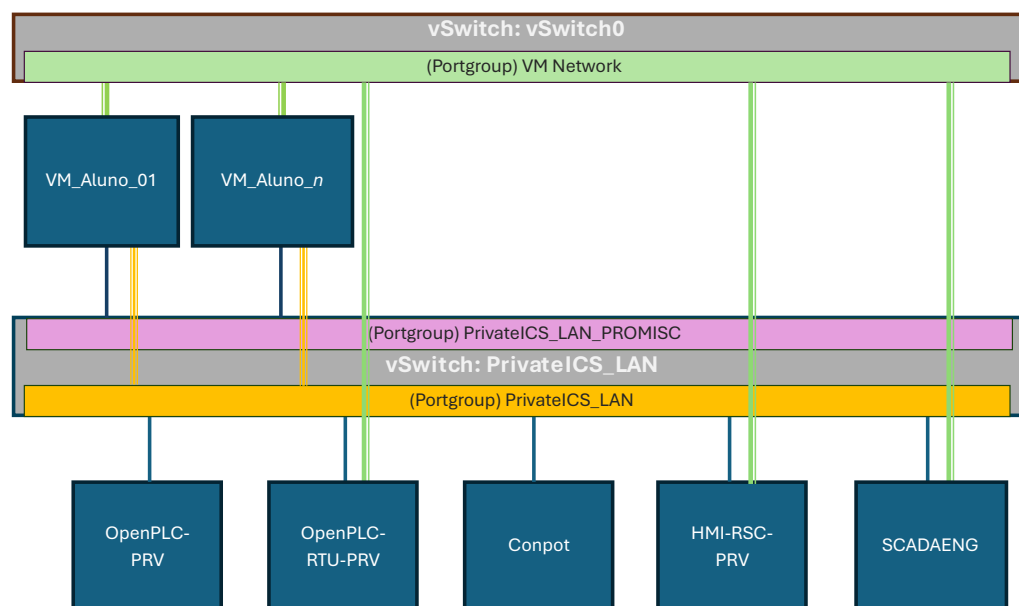 vSwitch: vSwitch0
(Portgroup) VM Network
VM_Aluno_01
VM_Aluno_n
(Portgroup) PrivateICS_LAN_PROMISC
vSwitch: PrivateICS_LAN
(Portgroup) PrivateICS_LAN
OpenPLC-
PRV
OpenPLC-
RTU-PRV
Conpot
HMI-RSC-
PRV
SCADAENG